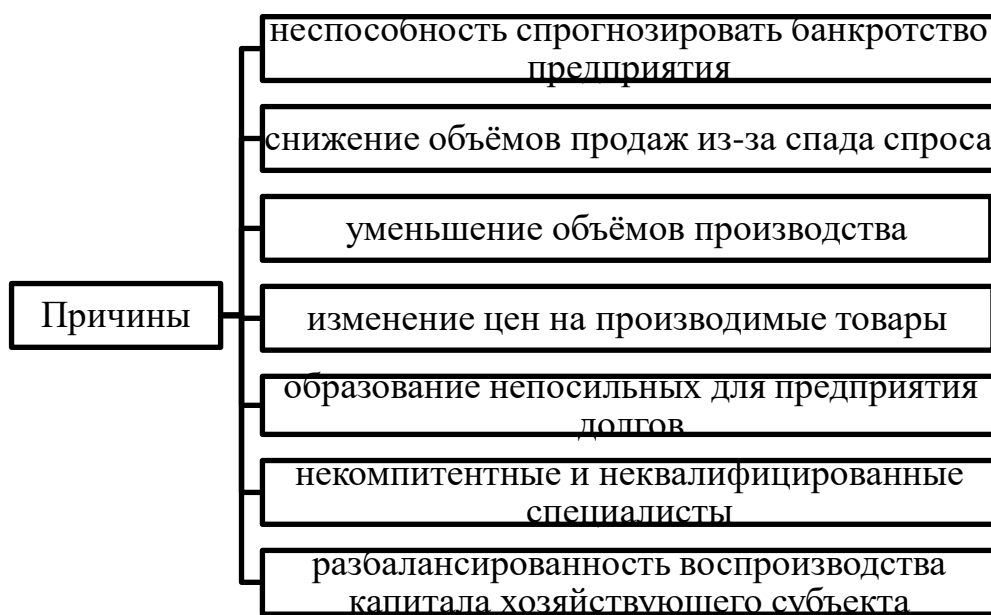 неспособность спрогнозировать банкротство
предприятия
снижение объёмов продаж из-за спада спроса
уменьшение объёмов производства
Причины
изменение цен на производимые товары
образование непосильных для предприятия
долгов
некомпитентные и неквалифицированные
специалисты
разбалансированность воспроизводства
капитала хозяйствующего субъекта